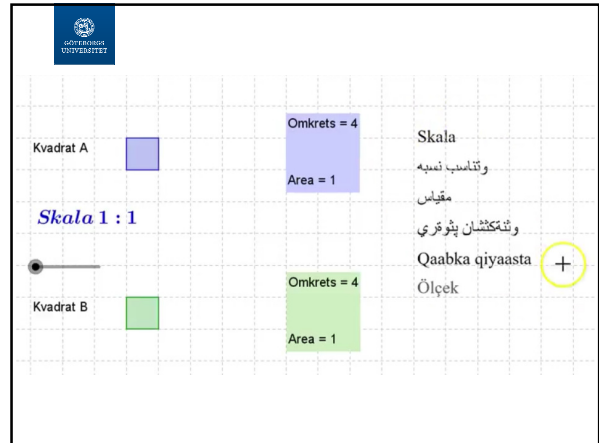 GÖTEBORGS
UNIVERSITET
Kvadrat A
Omkrets = 4
Area = 1
Skala 1 : 1
Kvadrat B
Omkrets = 4
Area = 1
Skala
وتناسب نسبه
مقياس
Qaabka qiyaasta
Ölçek